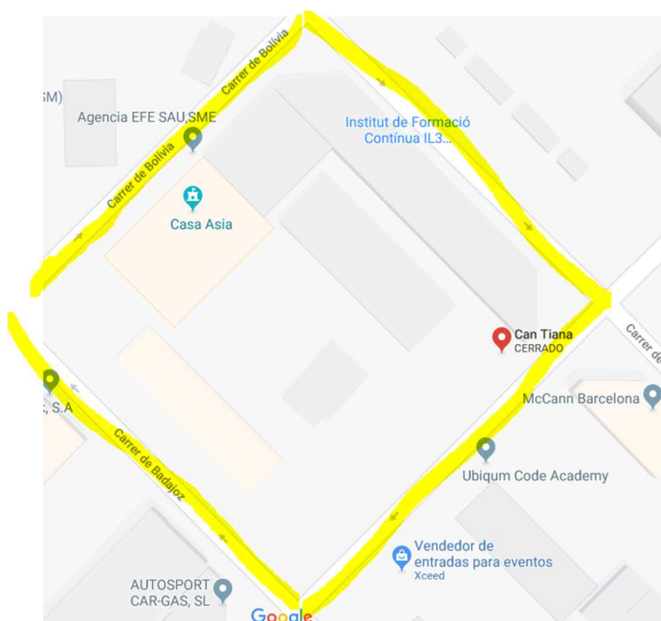 Carrer de Bolívia
SM)
Agencia EFE SAU,SME
Institut de Formació
Contínua IL3...
Carrer de Bolívia
Casa Asia
Can Tiana
CERRADO
Carrer de
McCann Barcelona
, S.A
Carrer de Badajoz
Ubiqum Code Academy
Vendedor de
entradas para eventos
Xceed
AUTOSPORT
CAR-GAS, SL
Google